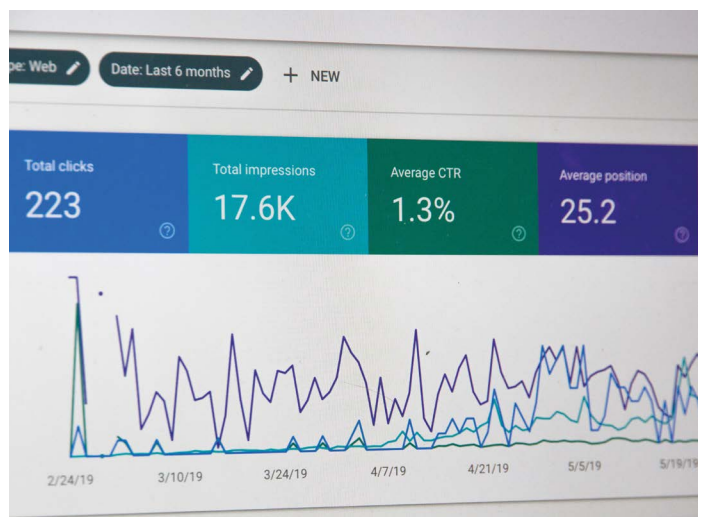 pe: Web
Date: Last 6 months
+ NEW
Total clicks
223
Total impressions
17.6K
Average CTR
1.3%
Average position
25.2
2/24/19
3/10/19
3/24/19
4/7/19
4/21/19
5/5/19
5/19/19